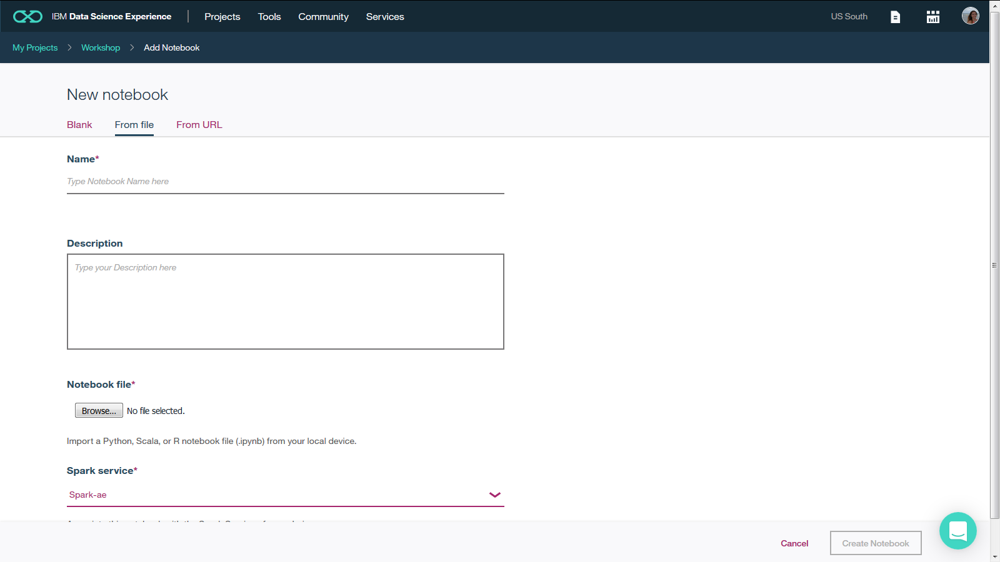 IBM Data Science Experience | Projects Tools Community Services US South
My Projects > Workshop > Add Notebook
New notebook
Blank From file From URL
Name*
Type Notebook Name here
Description
Type your Description here
Notebook file*
Browse... No file selected.
Import a Python, Scala, or R notebook file (.ipynb) from your local device.
Spark service*
Spark-ae
Cancel Create Notebook